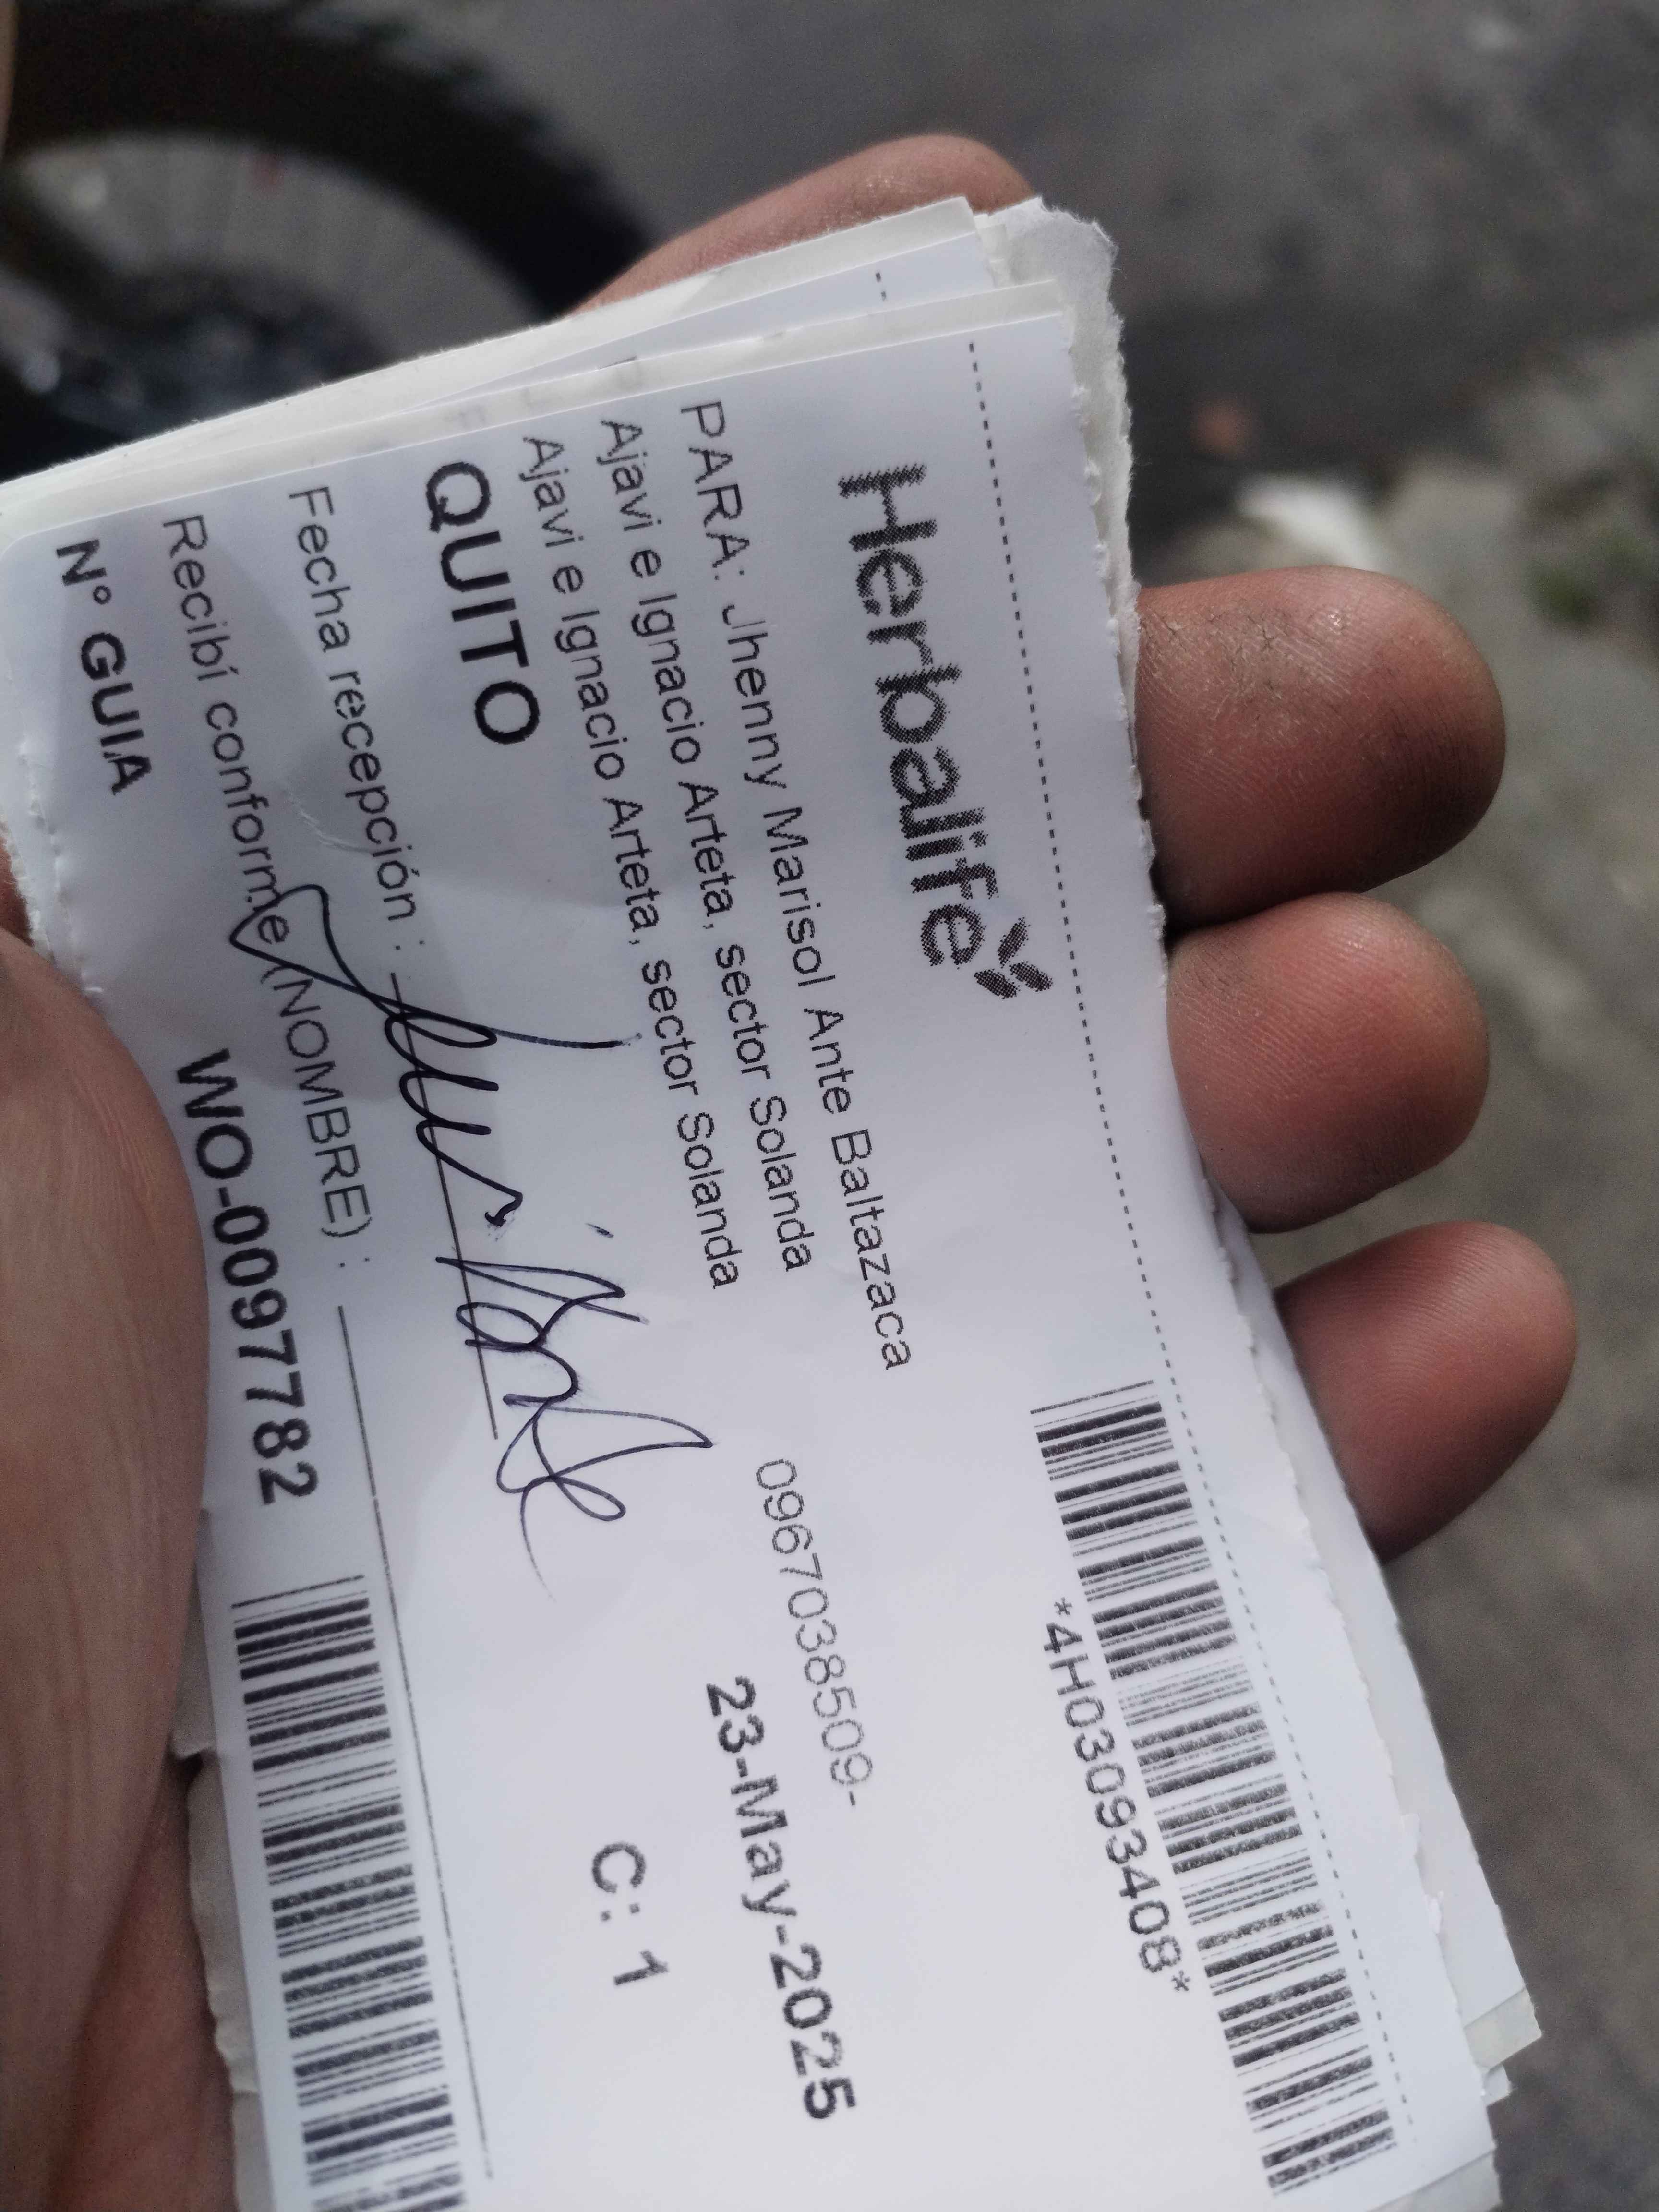 Herbalife
*4H03093408*
PARA: Jhenny Marisol Ante Baltazaca
0967038509-
Ajavi e Ignacio Arteta, sector Solanda
Ajavi e Ignacio Arteta, sector Solanda
23-May-2025
QUITO
C: 1
Fecha recepción :
Recibí conforme (NOMBRE) :
N° GUIA WO-0097782